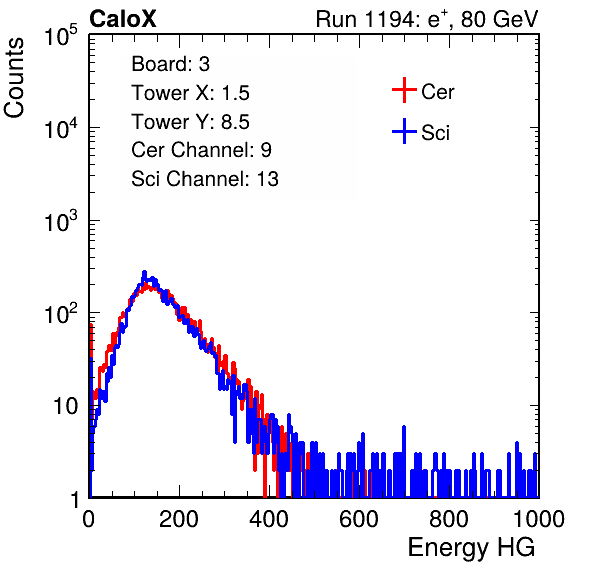 CaloX Run 1194: e+, 80 GeV
Counts
10^5
10^4
10^3
10^2
10
1
Board: 3
Tower X: 1.5
Tower Y: 8.5
Cer Channel: 9
Sci Channel: 13
Cer
Sci
0 200 400 600 800 1000
Energy HG